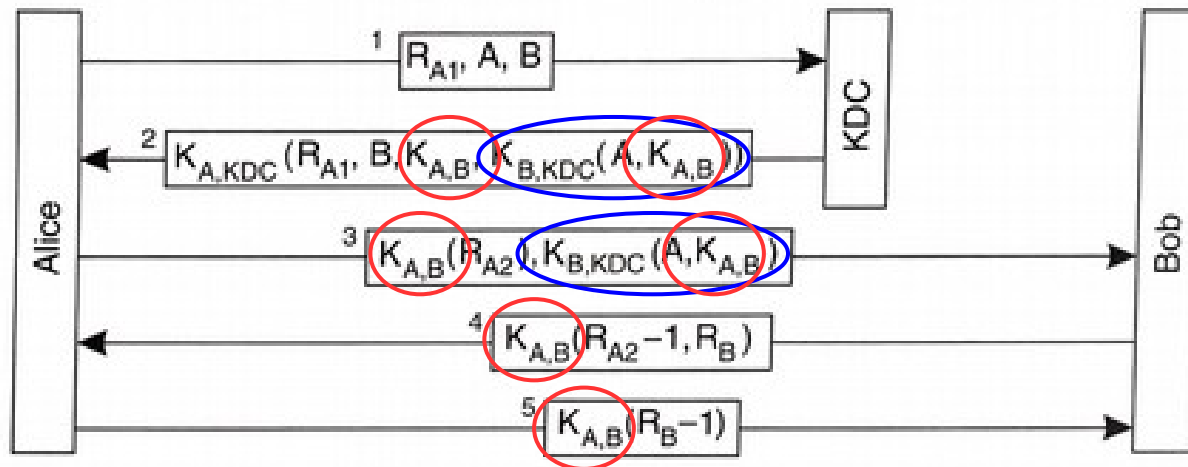 1
R_A1, A, B
KDC
2
K_A,KDC (R_A1, B, K_A,B, K_B,KDC (A, K_A,B))
Alice
3
K_A,B (R_A2), K_B,KDC (A, K_A,B)
Bob
4
K_A,B (R_A2 −1, R_B)
5
K_A,B (R_B −1)